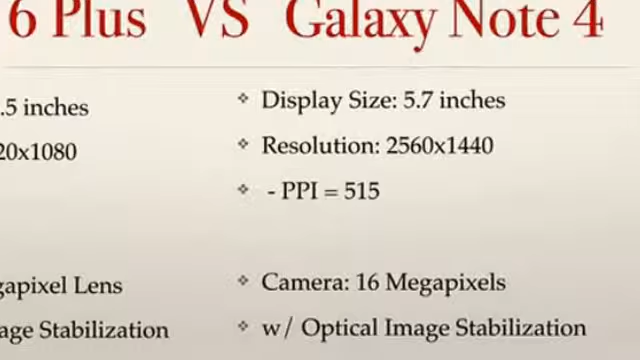 6 Plus VS Galaxy Note 4
.5 inches
20x1080
gapixel Lens
age Stabilization
❖ Display Size: 5.7 inches
❖ Resolution: 2560x1440
❖ - PPI = 515
❖ Camera: 16 Megapixels
❖ w/ Optical Image Stabilization